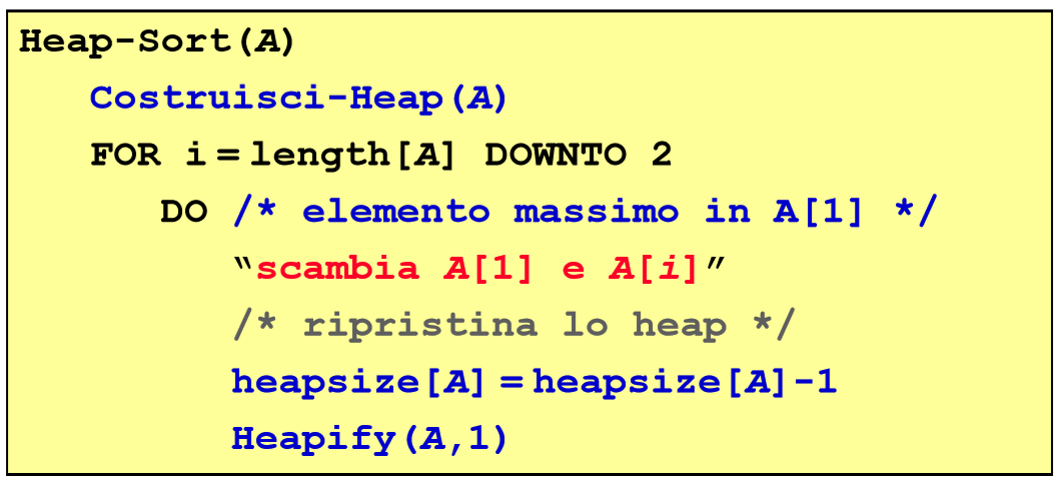 Heap-Sort(A)
Costruisci-Heap(A)
FOR i = length[A] DOWNTO 2
DO /* elemento massimo in A[1] */
“scambia A[1] e A[i]”
/* ripristina lo heap */
heapsize[A] = heapsize[A]-1
Heapify(A,1)